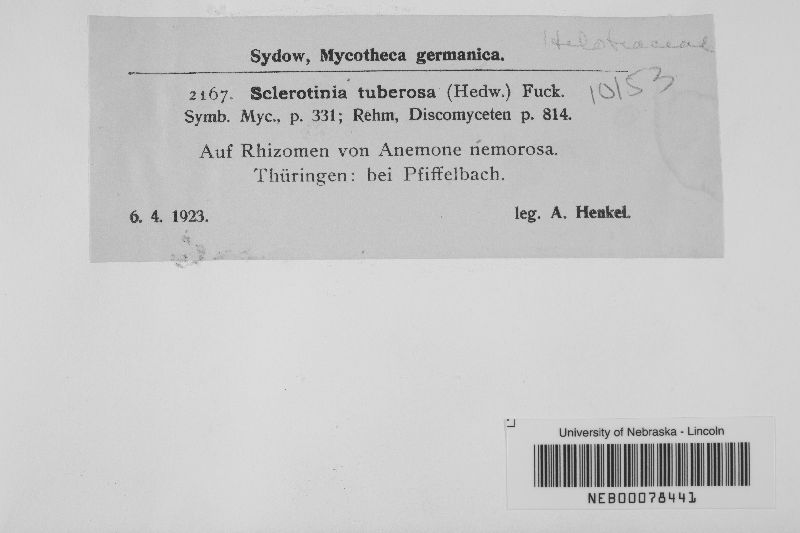 Helotiaceae
Sydow, Mycotheca germanica.
10153
2167. Sclerotinia tuberosa (Hedw.) Fuck.
Symb. Myc., p. 331; Rehm, Discomyceten p. 814.
Auf Rhizomen von Anemone nemorosa.
Thüringen: bei Pfiffelbach.
6. 4. 1923. leg. A. Henkel.
University of Nebraska - Lincoln
NEB00078441